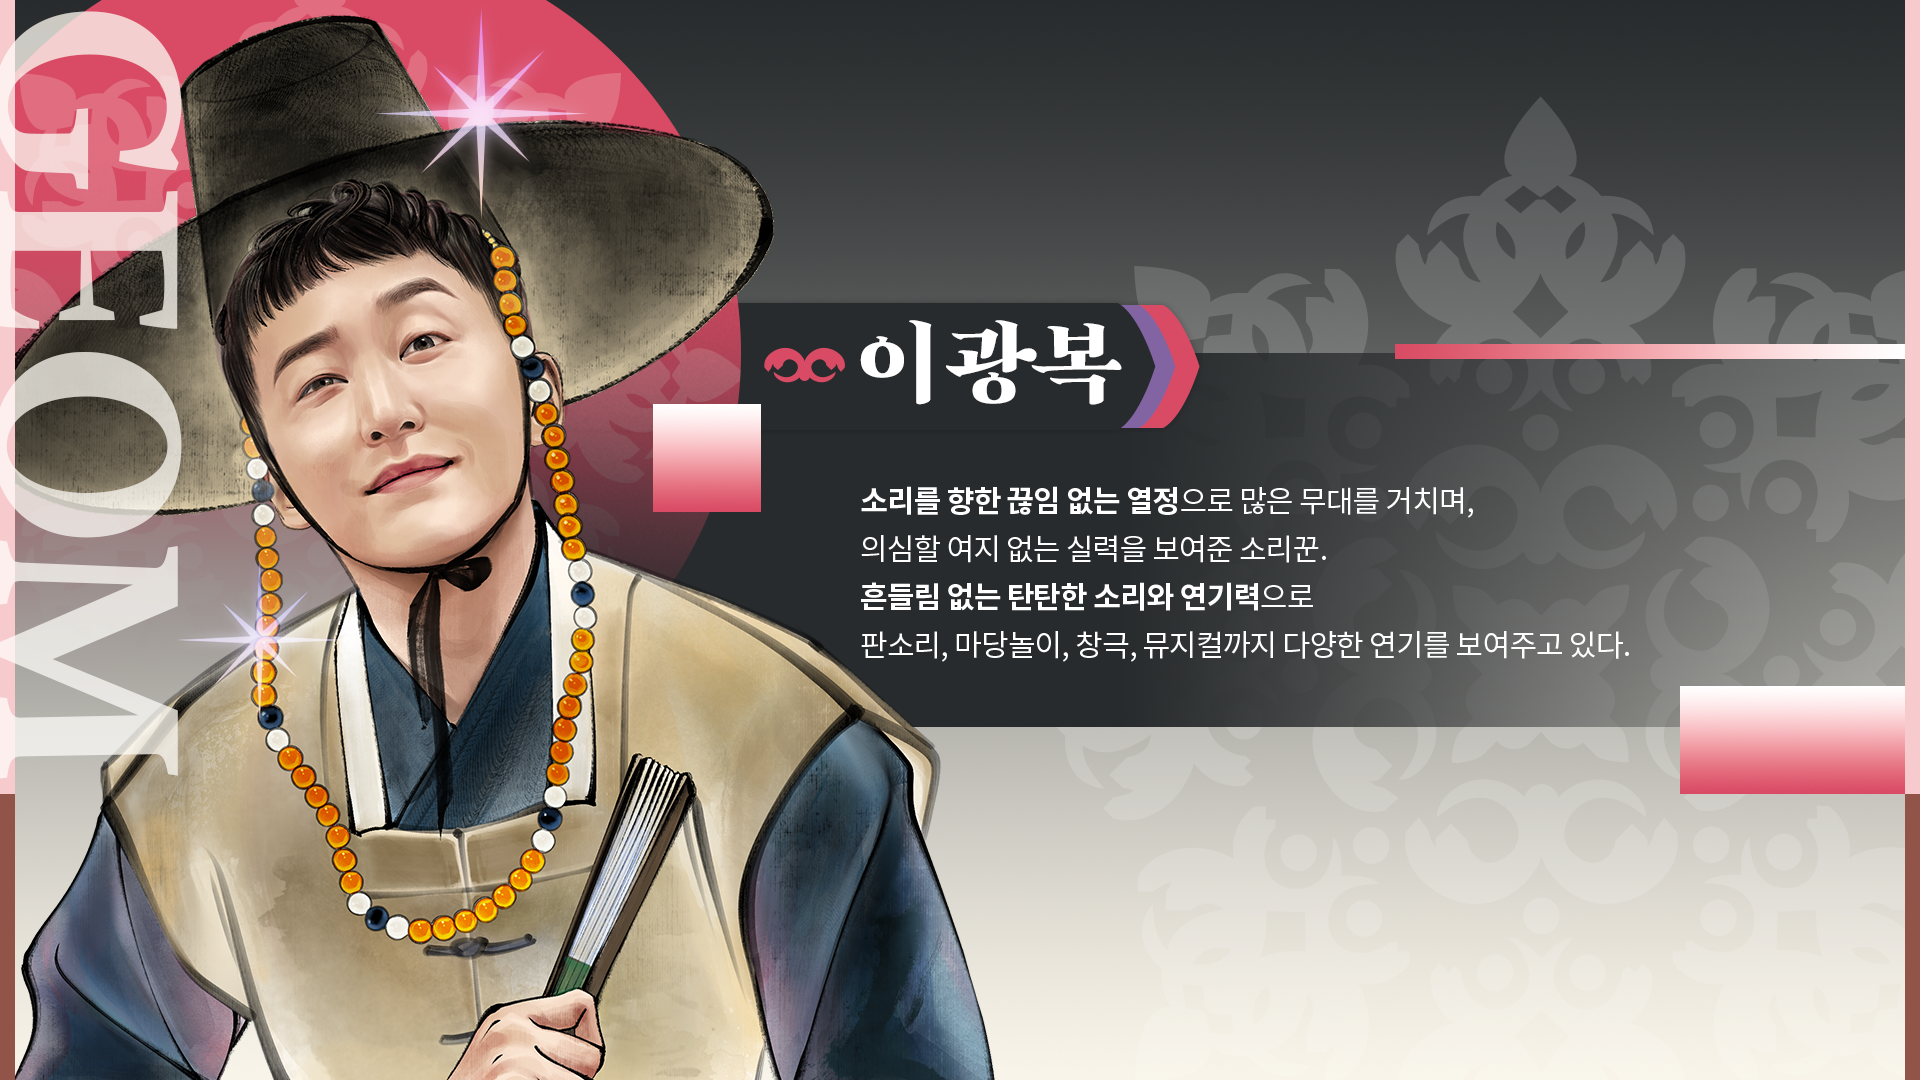 GEOM
이광복
소리를 향한 끊임 없는 열정으로 많은 무대를 거치며,
의심할 여지 없는 실력을 보여준 소리꾼.
흔들림 없는 탄탄한 소리와 연기력으로
판소리, 마당놀이, 창극, 뮤지컬까지 다양한 연기를 보여주고 있다.